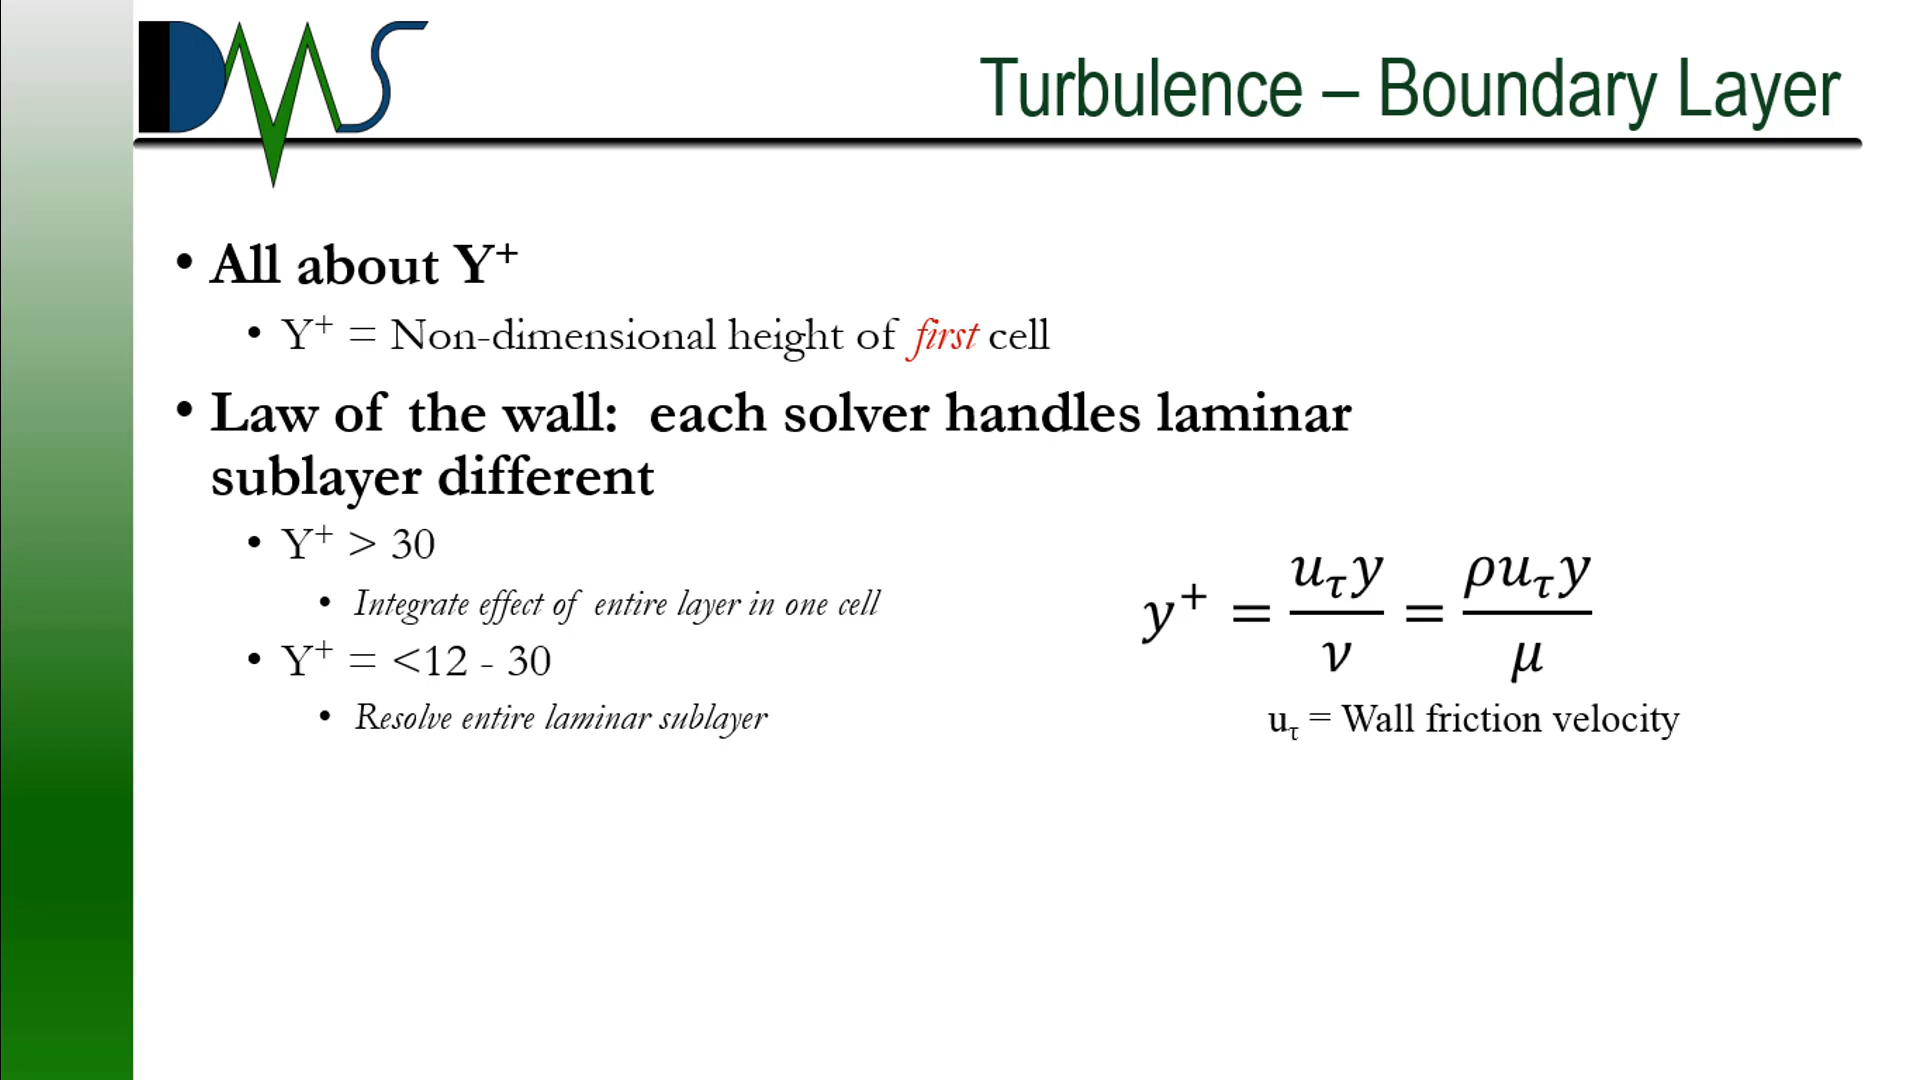 DMS
Turbulence – Boundary Layer
• All about Y⁺
• Y⁺ = Non-dimensional height of first cell
• Law of the wall: each solver handles laminar
sublayer different
• Y⁺ > 30
• Integrate effect of entire layer in one cell
• Y⁺ = <12 - 30
• Resolve entire laminar sublayer
y⁺ = u_τ y / ν = ρ u_τ y / μ
u_τ = Wall friction velocity